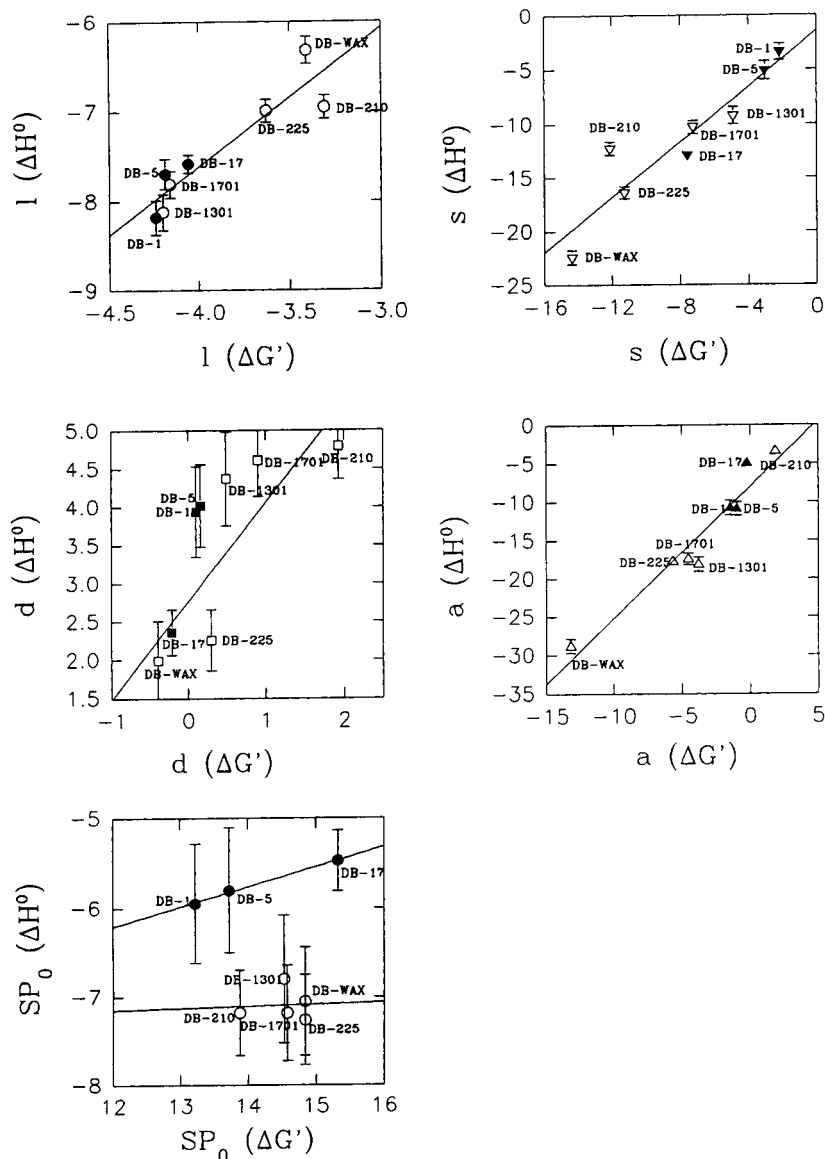 −6
−7
−8
−9
l (ΔH⁰)
DB-WAX
DB-210
DB-225
DB-17
DB-5
DB-1701
DB-1301
DB-1
−4.5 −4.0 −3.5 −3.0
l (ΔG')
0
−5
−10
−15
−20
−25
s (ΔH⁰)
DB-1
DB-5
DB-1301
DB-210
DB-1701
DB-17
DB-225
DB-WAX
−16 −12 −8 −4 0
s (ΔG')
5.0
4.5
4.0
3.5
3.0
2.5
2.0
1.5
d (ΔH⁰)
DB-1701
DB-210
DB-1301
DB-5
DB-1
DB-17
DB-225
DB-WAX
−1 0 1 2
d (ΔG')
0
−5
−10
−15
−20
−25
−30
−35
a (ΔH⁰)
DB-17
DB-210
DB-1
DB-5
DB-1701
DB-225
DB-1301
DB-WAX
−15 −10 −5 0 5
a (ΔG')
−5
−6
−7
−8
SP₀ (ΔH⁰)
DB-17
DB-1
DB-5
DB-1301
DB-WAX
DB-210
DB-1701
DB-225
12 13 14 15 16
SP₀ (ΔG')